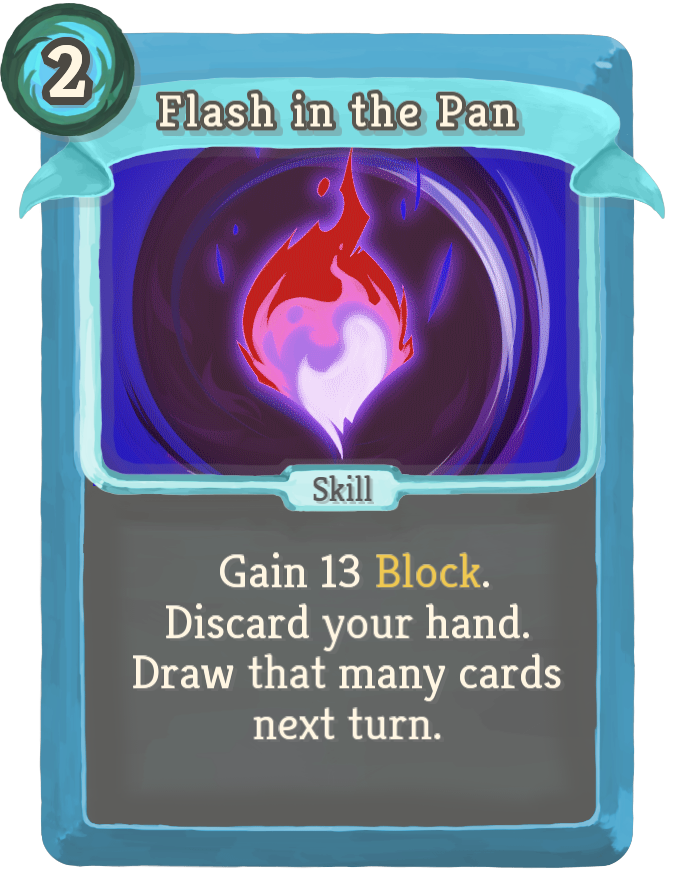 2
Flash in the Pan
Skill
Gain 13 Block.
Discard your hand.
Draw that many cards
next turn.